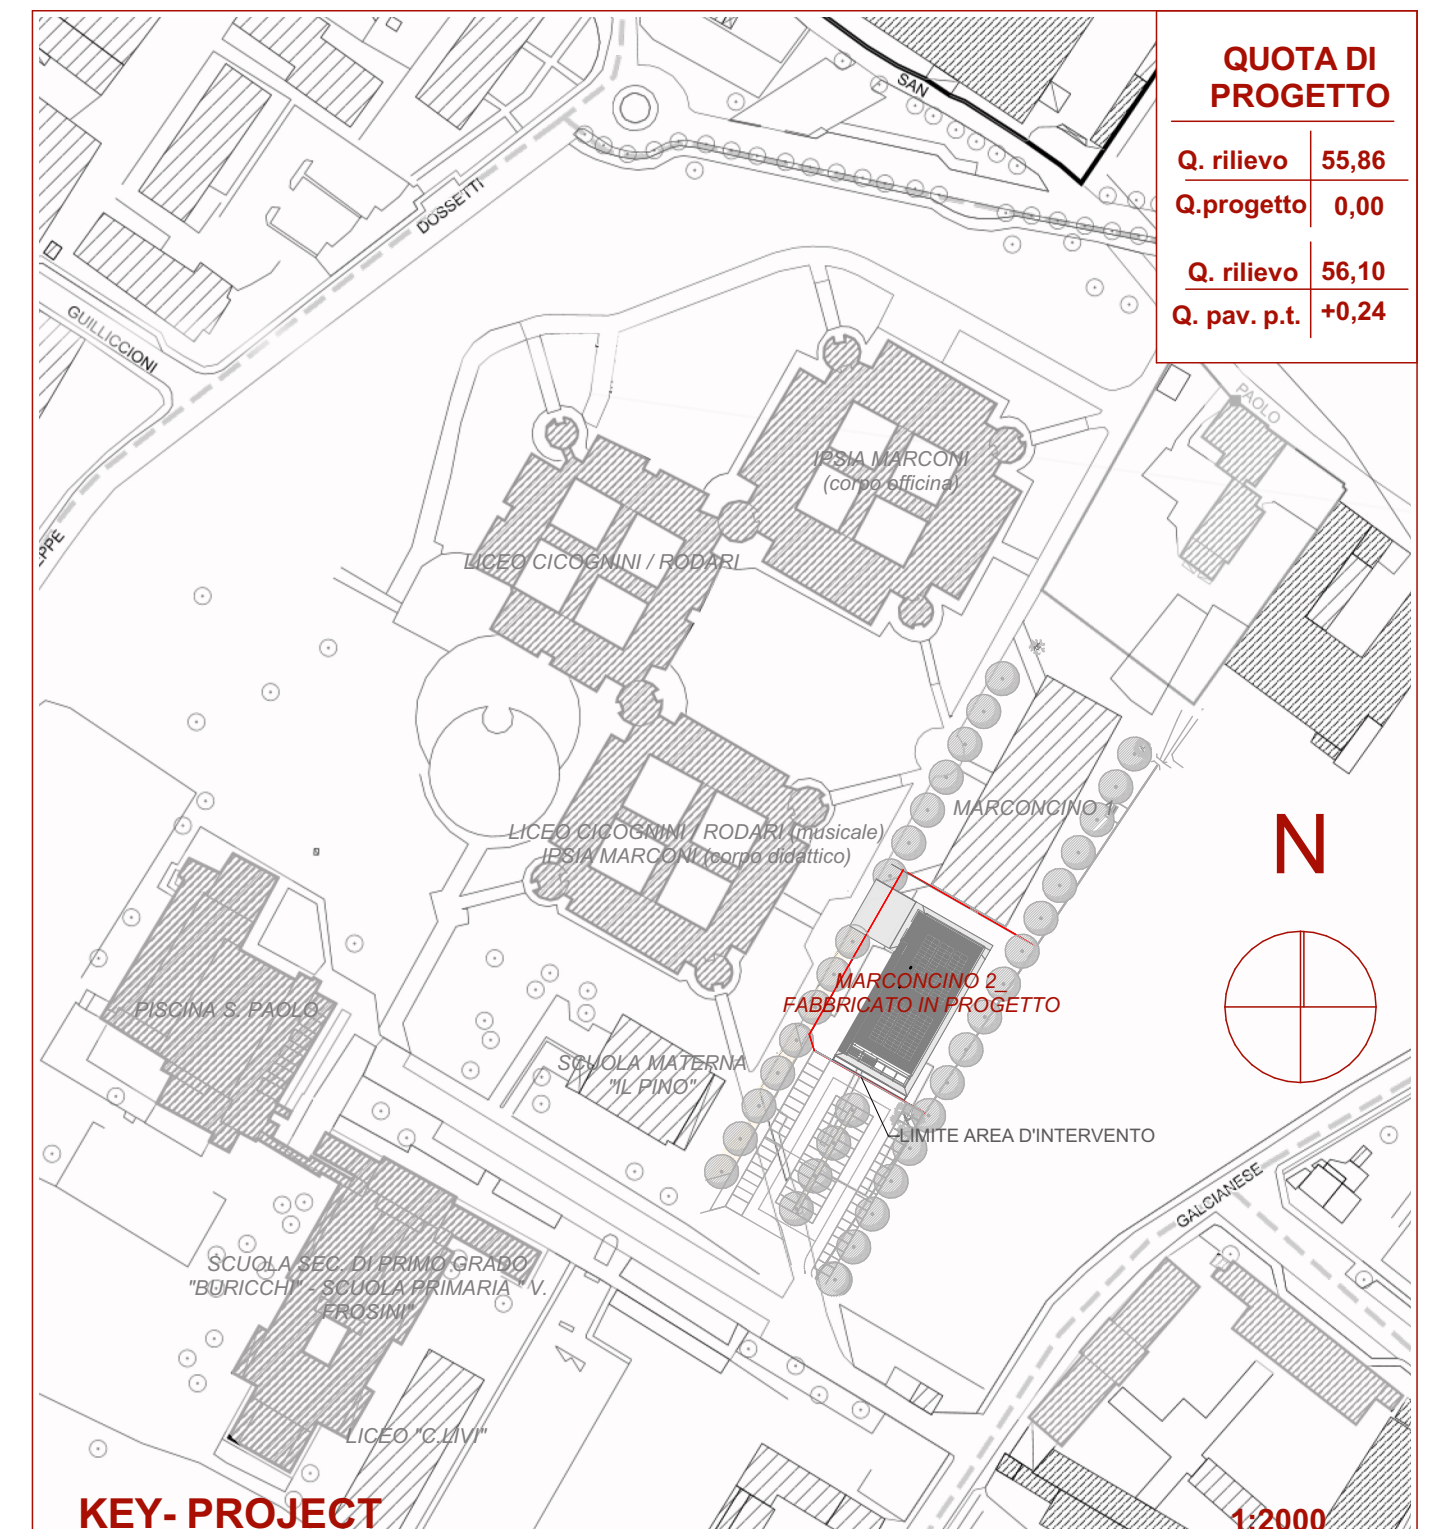 QUOTA DI
PROGETTO
Q. rilievo 55,86
Q.progetto 0,00
Q. rilievo 56,10
Q. pav. p.t. +0,24
SAN
DOSSETTI
GUILLICCIONI
PAOLO
EPPE
IPSIA MARCONI
(corpo officina)
LICEO CICOGNINI / RODARI
MARCONCINO 1
LICEO CICOGNINI / RODARI (musicale)
IPSIA MARCONI (corpo didattico)
N
MARCONCINO 2_
FABBRICATO IN PROGETTO
PISCINA S. PAOLO
SCUOLA MATERNA
"IL PINO"
LIMITE AREA D'INTERVENTO
GALCIANESE
SCUOLA SEC. DI PRIMO GRADO
"BURICCHI" - SCUOLA PRIMARIA " V.
FROSINI"
LICEO "C.LIVI"
KEY- PROJECT
1:2000